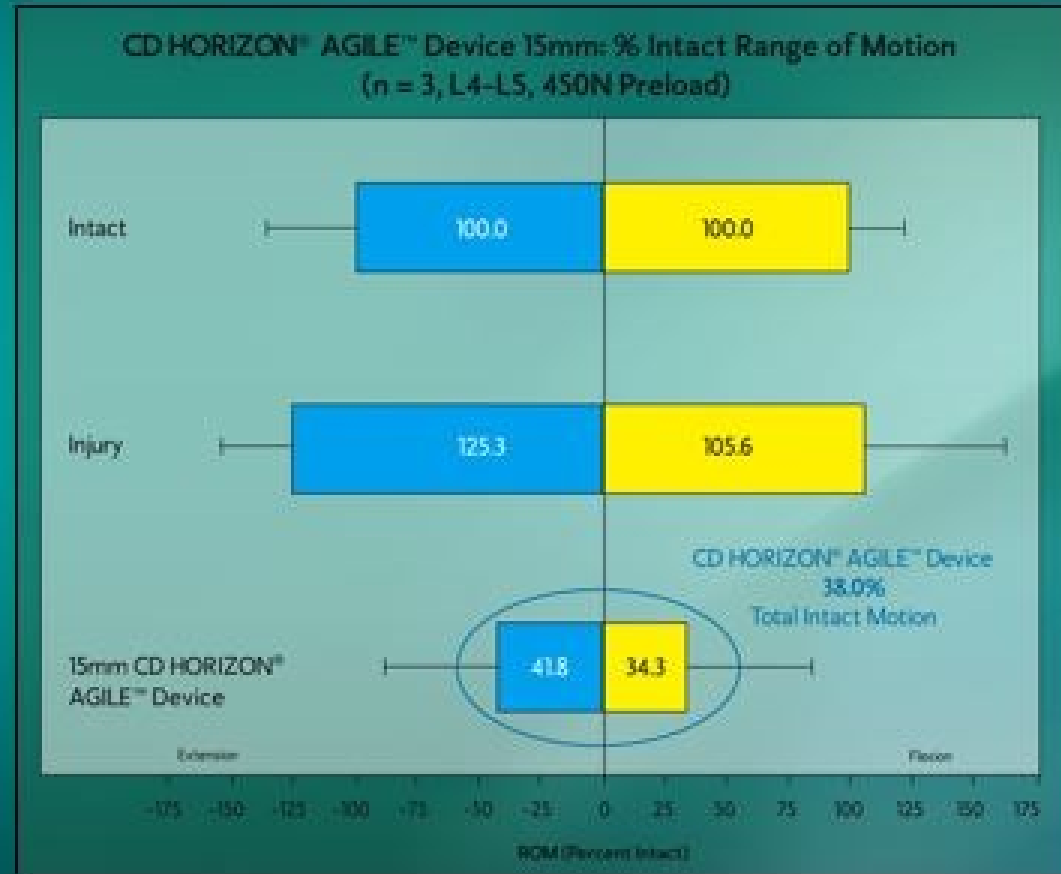 CD HORIZON® AGILE™ Device 15mm: % Intact Range of Motion
(n = 3, L4-L5, 450N Preload)
Intact
100.0
100.0
Injury
125.3
105.6
CD HORIZON® AGILE™ Device
38.0%
Total Intact Motion
15mm CD HORIZON®
AGILE™ Device
41.8
34.3
Extension
-175 -150 -125 -100 -75 -50 -25 0 25 50 75 100 125 150 175
ROM (Percent Intact)